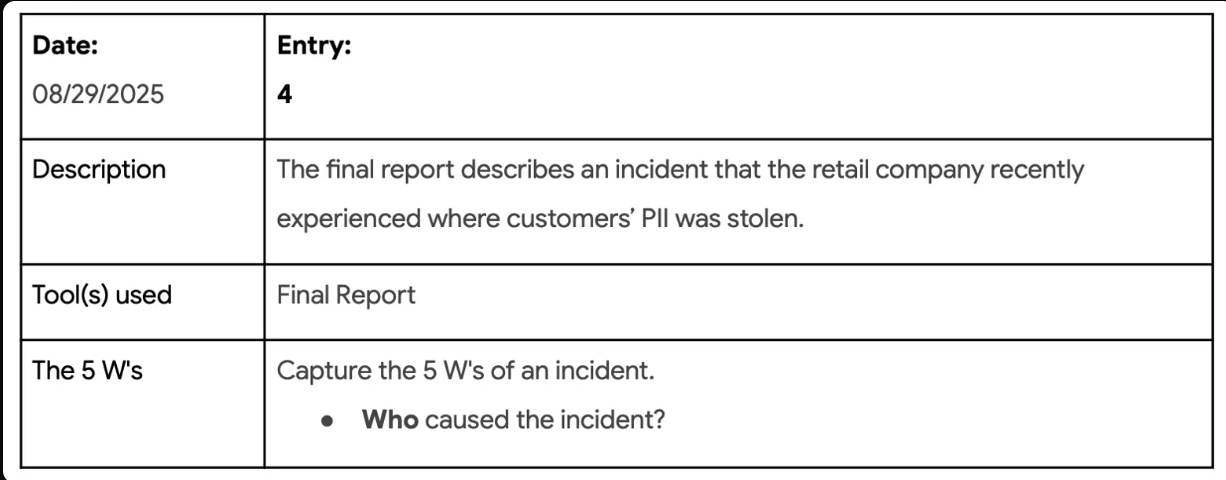 Date:
Entry:
08/29/2025
4
Description
The final report describes an incident that the retail company recently
experienced where customers’ PII was stolen.
Tool(s) used
Final Report
The 5 W's
Capture the 5 W's of an incident.
● Who caused the incident?